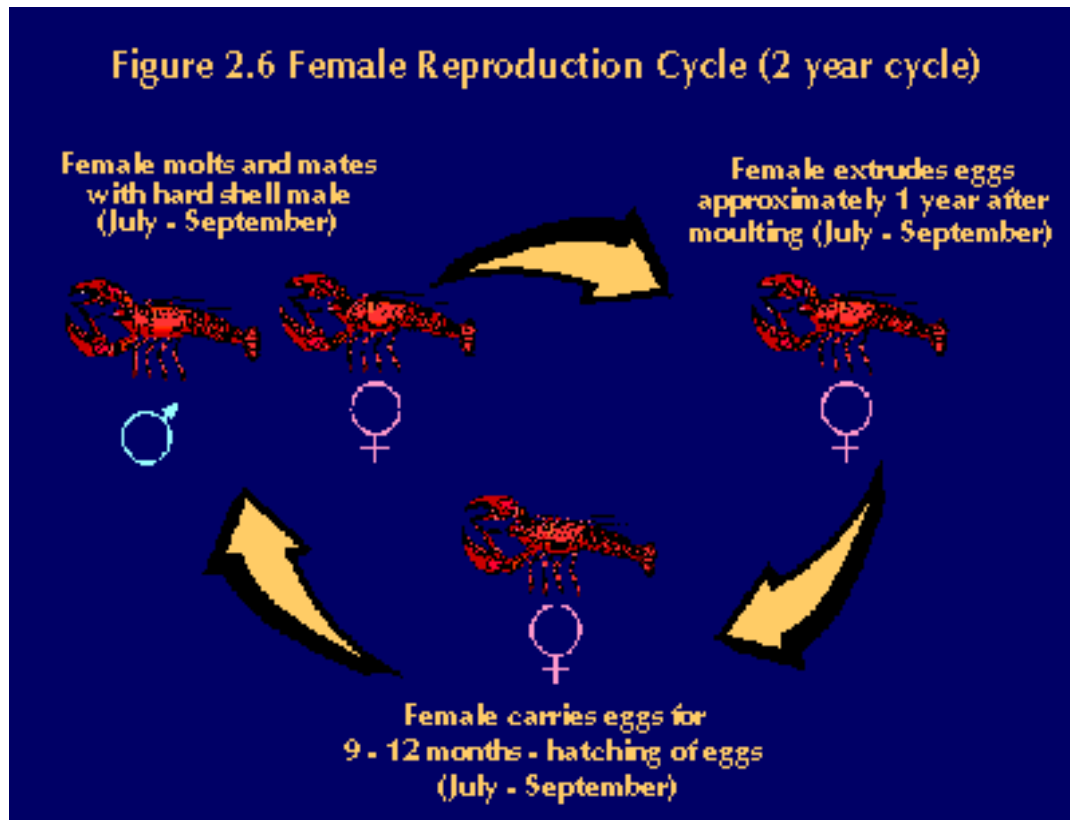 Figure 2.6 Female Reproduction Cycle (2 year cycle)
Female molts and mates
with hard shell male
(July - September)
Female extrudes eggs
approximately 1 year after
moulting (July - September)
Female carries eggs for
9 - 12 months - hatching of eggs
(July - September)